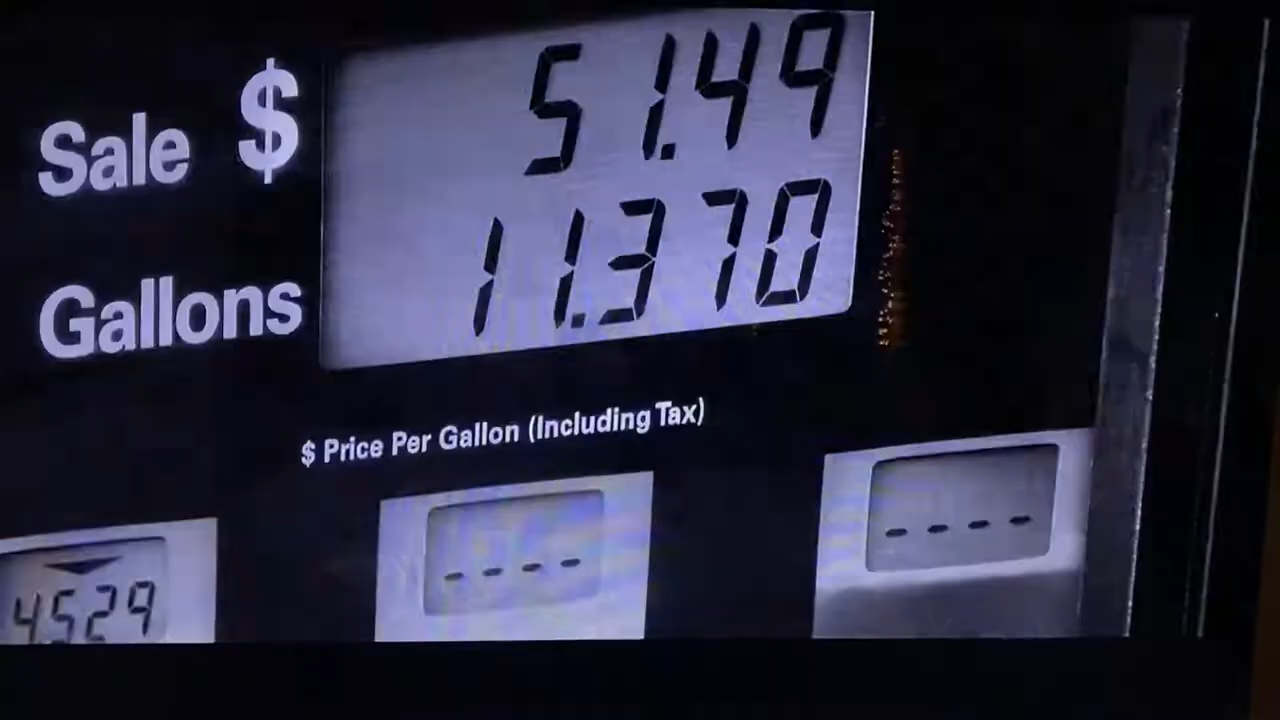 Sale $ 51.49
Gallons 11.370
$ Price Per Gallon (Including Tax)
4.529 ---- ----